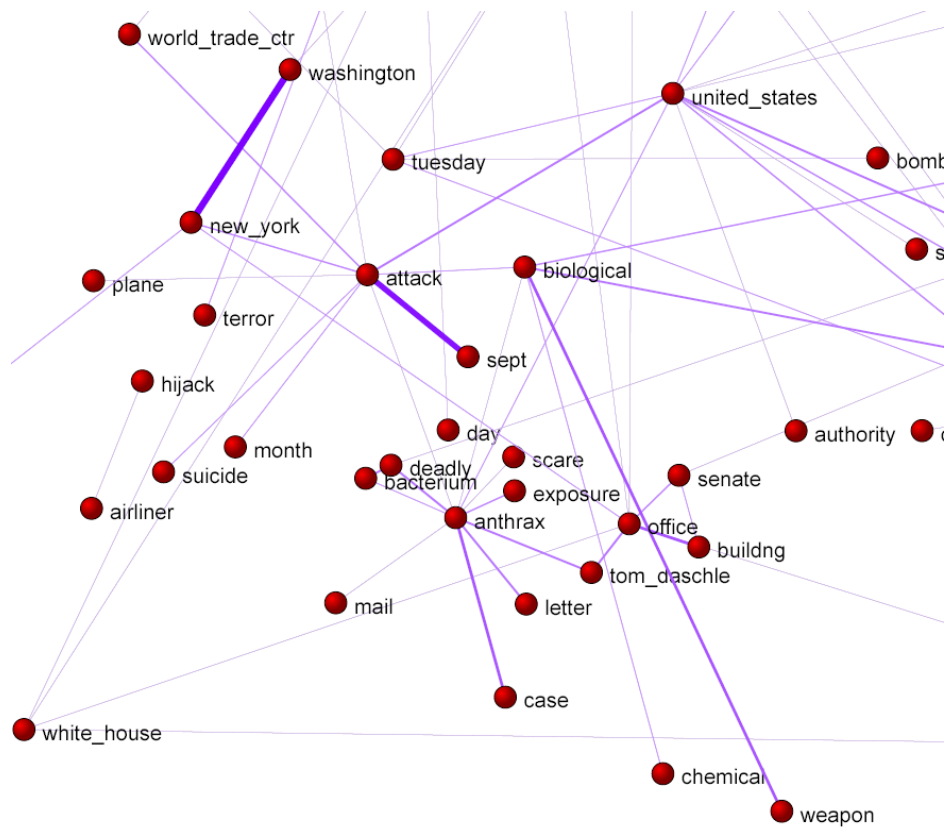 world_trade_ctr
washington
united_states
tuesday
bomb
new_york
attack
biological
plane
terror
sept
hijack
day
authority
month
scare
suicide
deadly
bacterium
senate
exposure
airliner
anthrax
office
buildng
tom_daschle
mail
letter
case
white_house
chemical
weapon